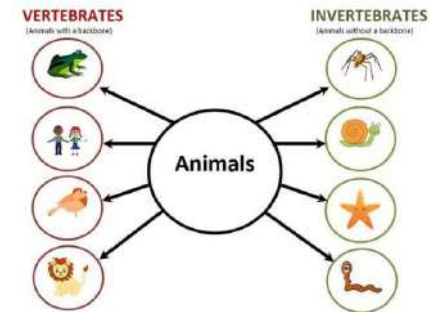 VERTEBRATES
(Animals with a backbone)
INVERTEBRATES
(Animals without a backbone)
Animals